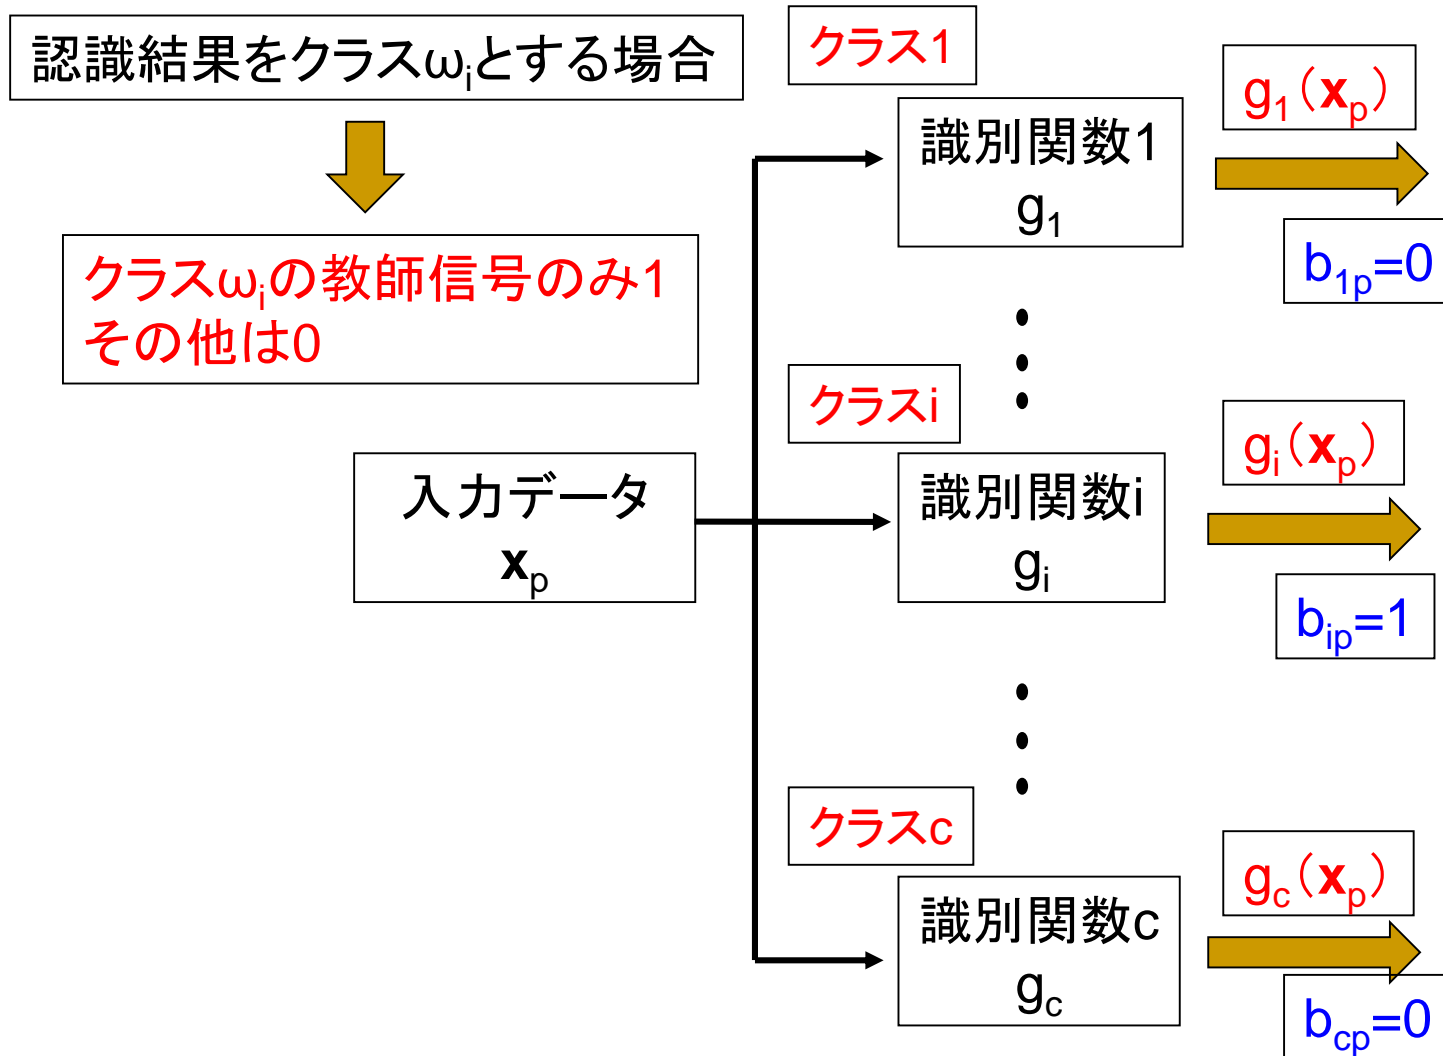 認識結果をクラスωiとする場合
クラスωiの教師信号のみ1
その他は0
入力データ
xp
クラス1
識別関数1
g1
g1(xp)
b1p=0
クラスi
識別関数i
gi
gi(xp)
bip=1
クラスc
識別関数c
gc
gc(xp)
bcp=0